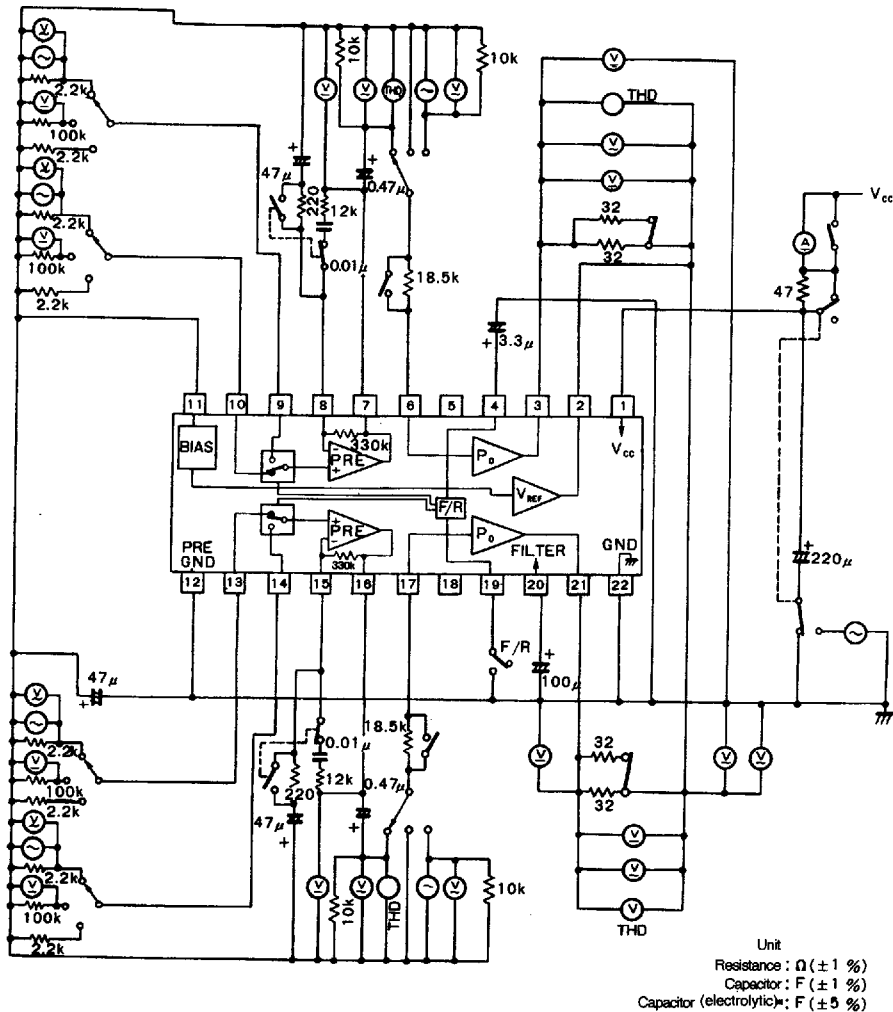 V
~
2.2k
V
100k
2.2k
V
~
2.2k
V
100k
2.2k
47μ
+
220
12k
0.01μ
V
10k
V
THD
~
V
10k
+
0.47μ
18.5k
+
3.3μ
V
THD
V
V
32
32
Vcc
A
47
11
10
9
8
7
6
5
4
3
2
1
BIAS
330k
−
PRE
+
Po
Vcc
VREF
F/R
+
PRE
−
330k
Po
FILTER
GND
PRE
GND
12
13
14
15
16
17
18
19
20
21
22
+
220μ
~
47μ
+
F/R
+
100μ
V
~
2.2k
V
100k
2.2k
V
~
2.2k
V
100k
2.2k
0.01μ
12k
220
47μ
+
0.47μ
+
18.5k
V
10k
V
THD
~
V
10k
V
32
32
V
V
V
V
V
THD
Unit
Resistance : Ω (±1 %)
Capacitor : F (±1 %)
Capacitor (electrolytic) : F (±5 %)